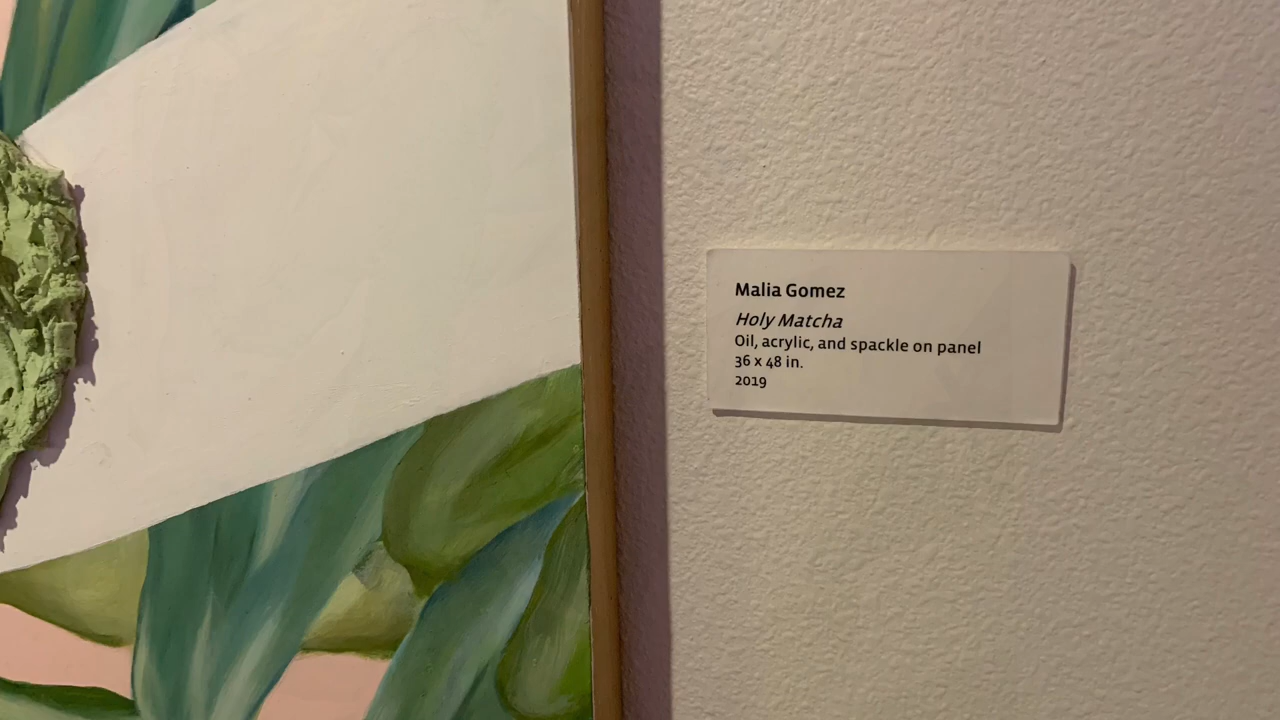 Malia Gomez
Holy Matcha
Oil, acrylic, and spackle on panel
36 x 48 in.
2019